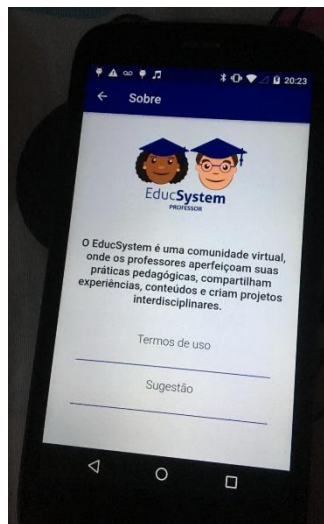 20:23
Sobre
EducSystem
PROFESSOR
O EducSystem é uma comunidade virtual,
onde os professores aperfeiçoam suas
práticas pedagógicas, compartilham
experiências, conteúdos e criam projetos
interdisciplinares.
Termos de uso
Sugestão